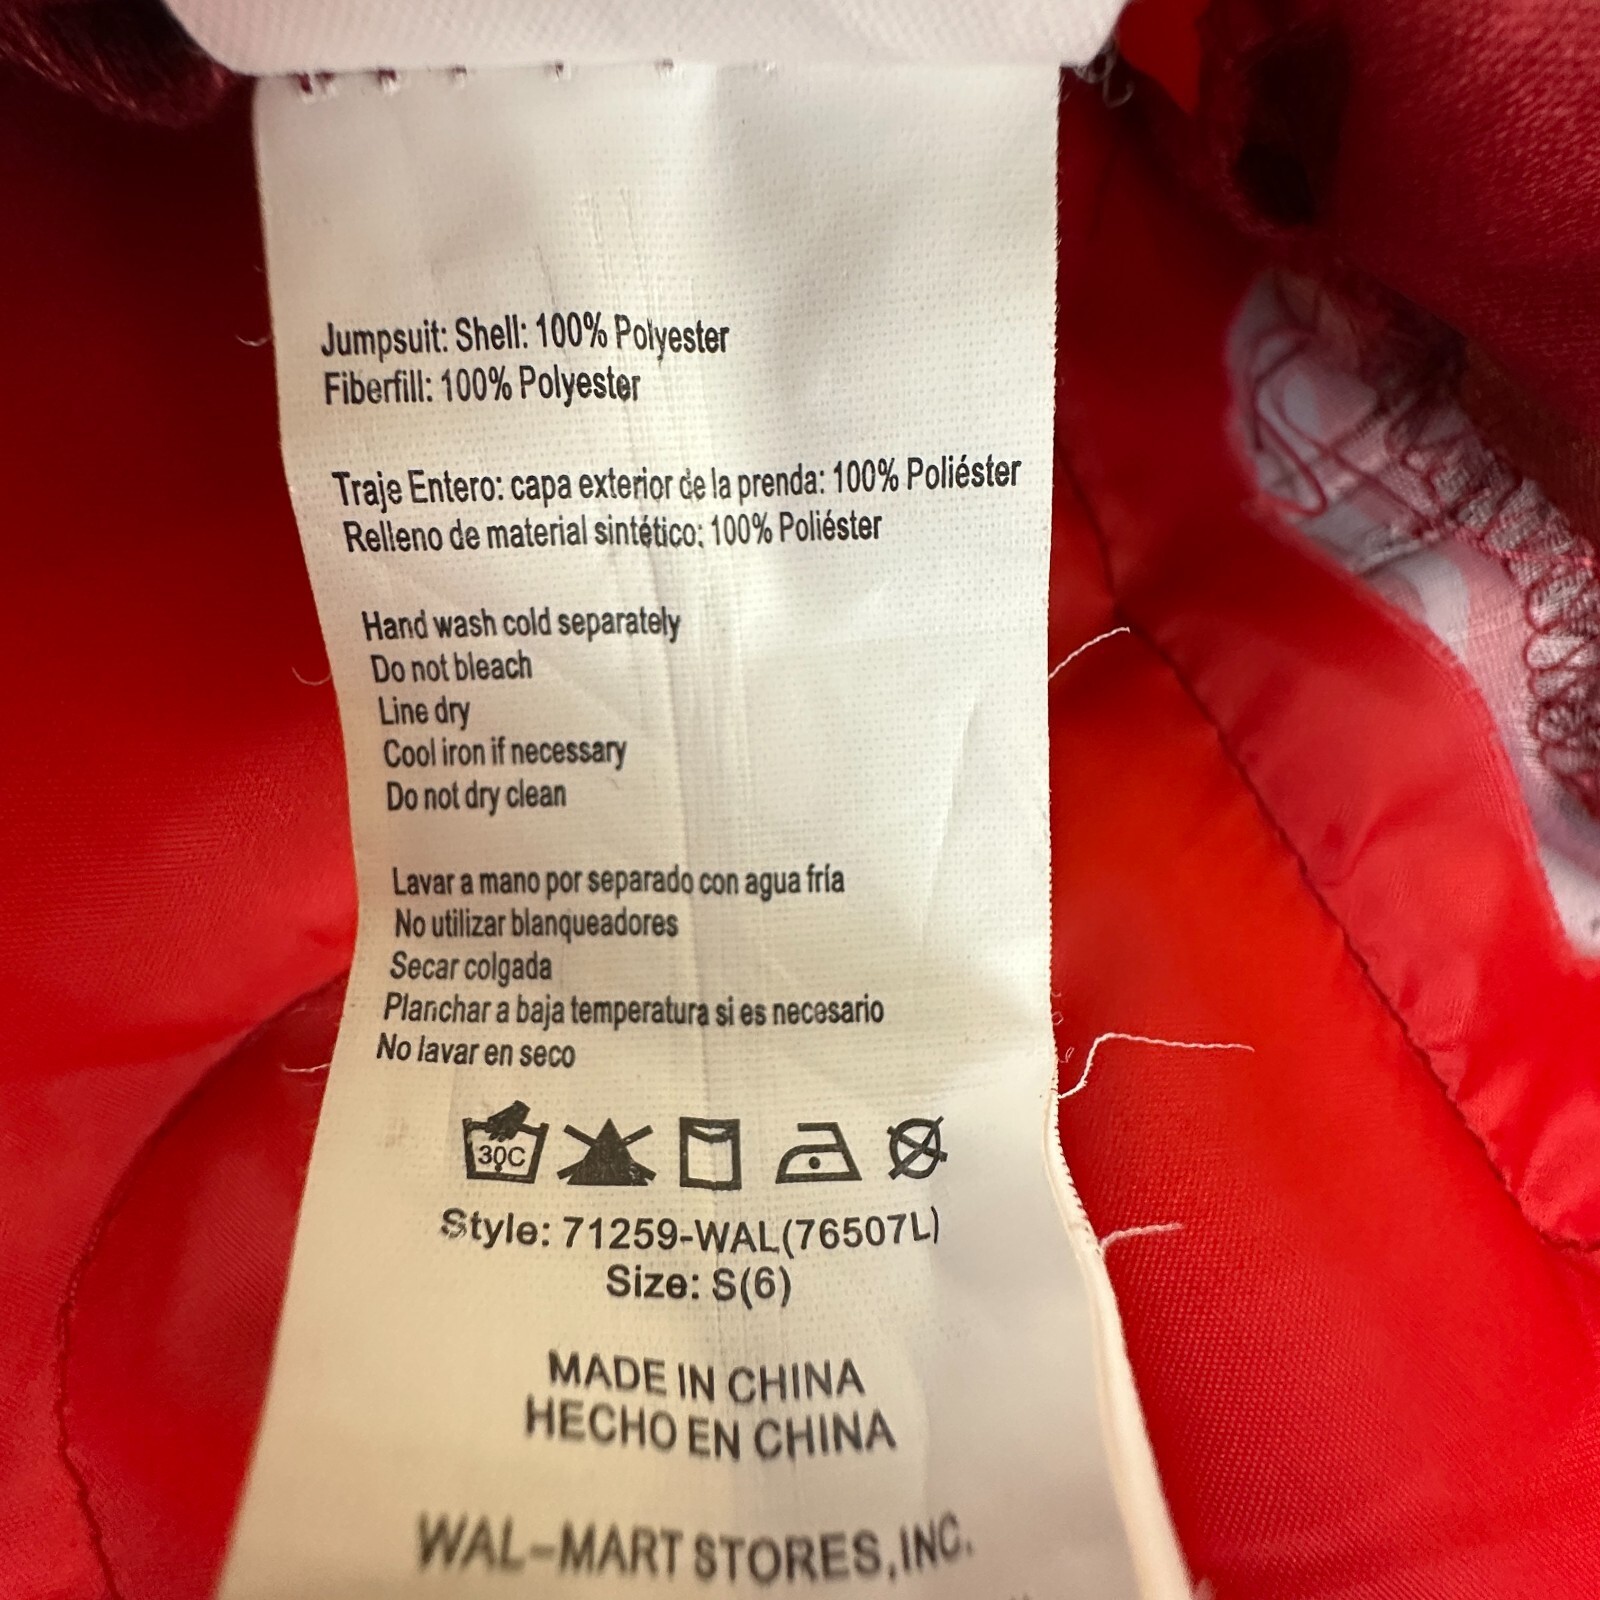 Jumpsuit: Shell: 100% Polyester
Fiberfill: 100% Polyester
Traje Entero: capa exterior de la prenda: 100% Poliéster
Relleno de material sintético: 100% Poliéster
Hand wash cold separately
Do not bleach
Line dry
Cool iron if necessary
Do not dry clean
Lavar a mano por separado con agua fría
No utilizar blanqueadores
Secar colgada
Planchar a baja temperatura si es necesario
No lavar en seco
30C
Style: 71259-WAL(76507L)
Size: S(6)
MADE IN CHINA
HECHO EN CHINA
WAL-MART STORES, INC.